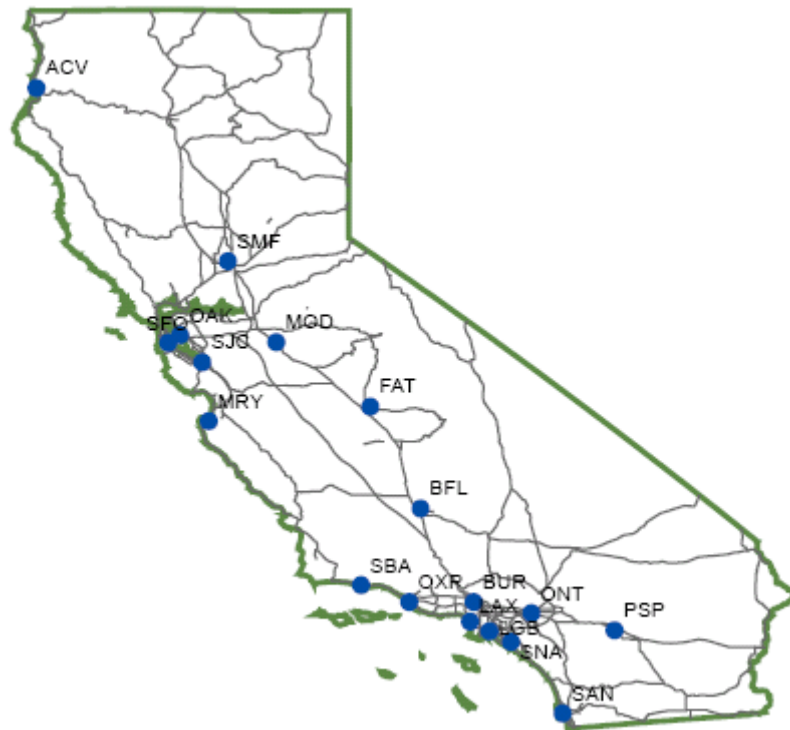 ACV
SMF
OAK
SFO
MOD
SJC
FAT
MRY
BFL
SBA
OXR
BUR
ONT
LAX
LGB
PSP
SNA
SAN